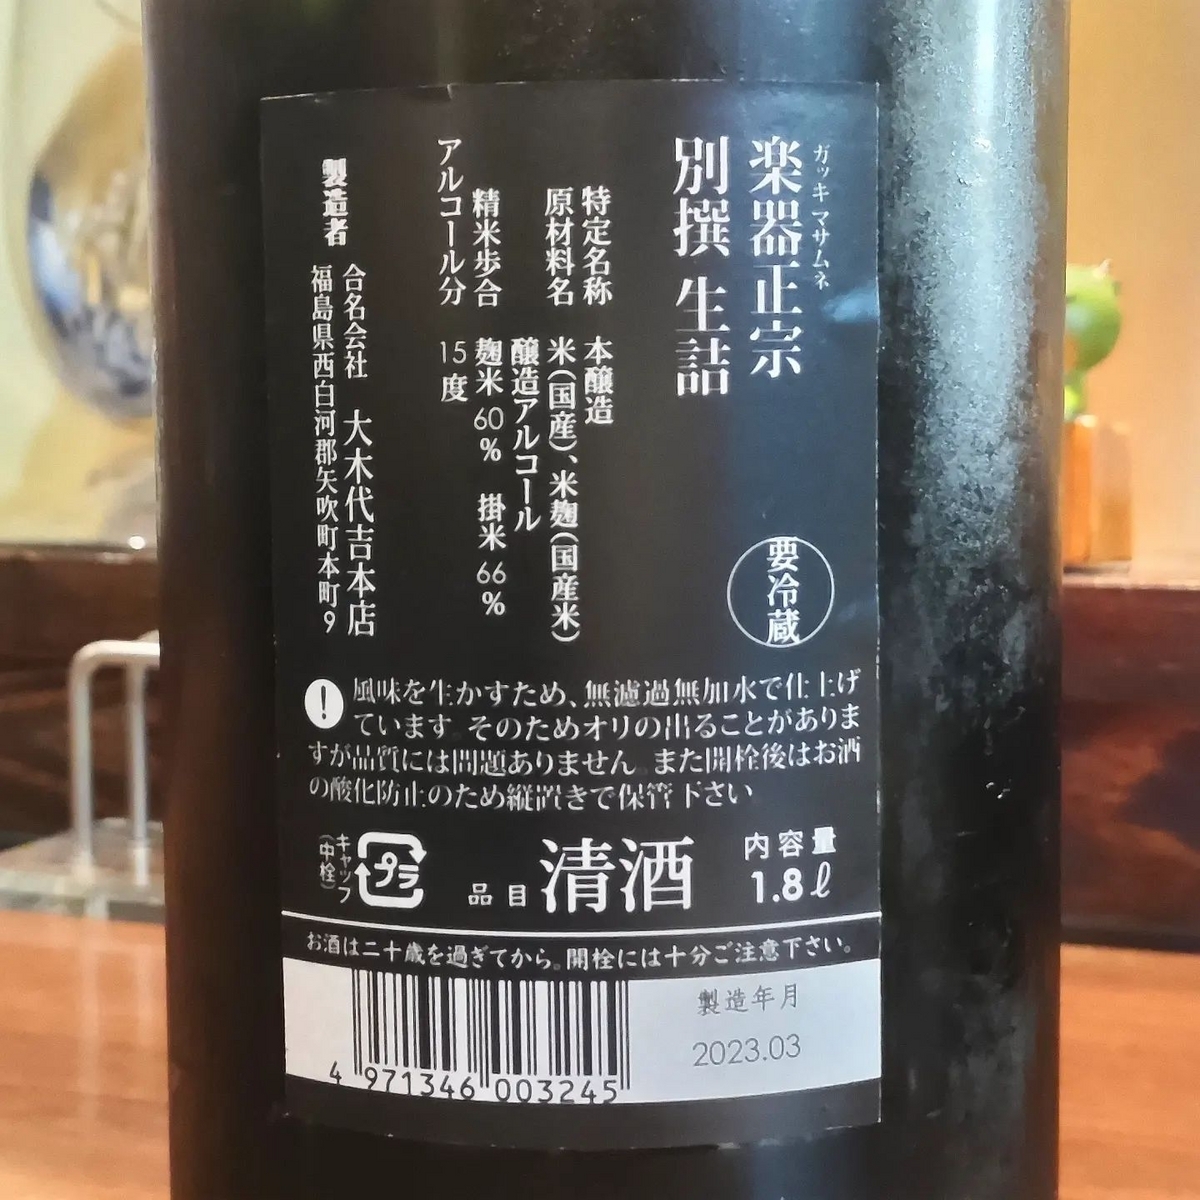 ガッキ マサムネ
楽器正宗
別撰 生詰
要冷蔵
特定名称 本醸造
原材料名 米(国産)、米麹(国産米)
醸造アルコール
精米歩合 麹米60% 掛米66%
アルコール分 15度
製造者 合名会社 大木代吉本店
福島県西白河郡矢吹町本町9
! 風味を生かすため、無濾過無加水で仕上げ
ています。そのためオリの出ることがありま
すが品質には問題ありません。また開栓後はお酒
の酸化防止のため縦置きで保管下さい
キャップ
(中栓)
プラ
品目 清酒
内容量
1.8ℓ
お酒は二十歳を過ぎてから。開栓には十分ご注意下さい。
製造年月
2023.03
4 971346 003245